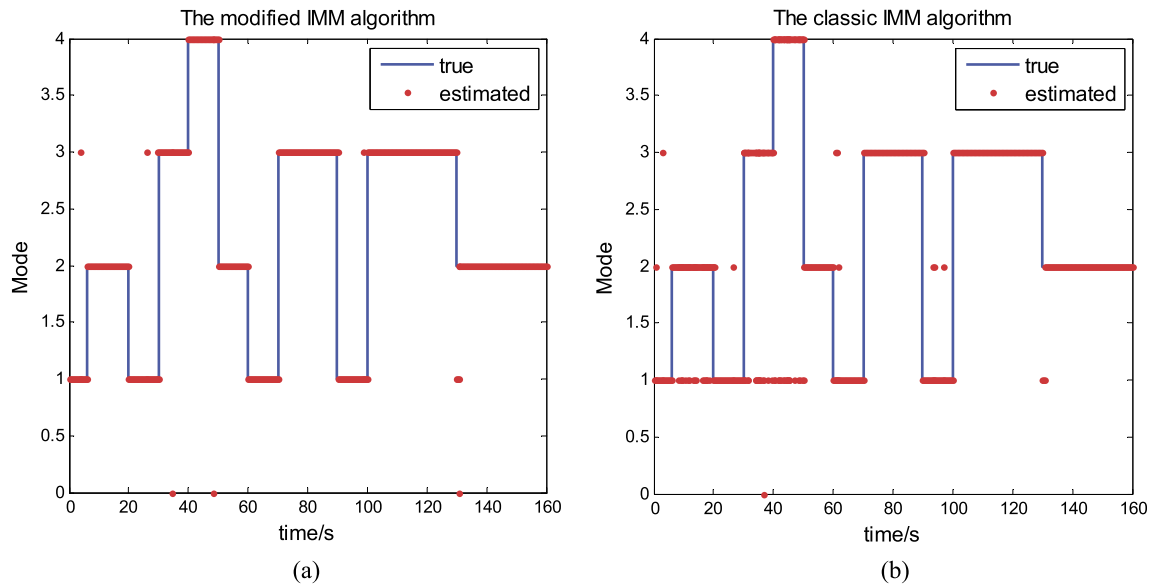 The modified IMM algorithm
4
3.5
3
2.5
2
1.5
1
0.5
0
Mode
true
estimated
0 20 40 60 80 100 120 140 160
time/s
(a)
The classic IMM algorithm
4
3.5
3
2.5
2
1.5
1
0.5
0
Mode
true
estimated
0 20 40 60 80 100 120 140 160
time/s
(b)